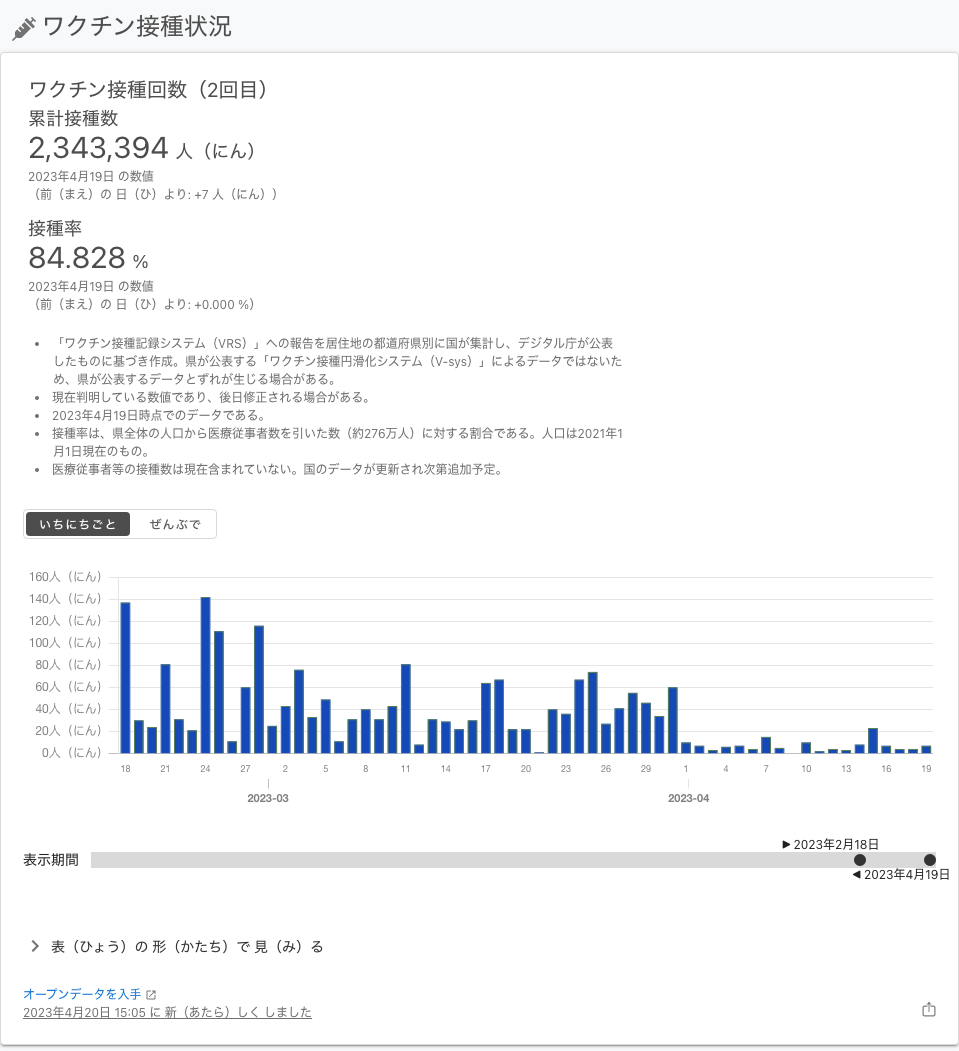 ワクチン接種状況
ワクチン接種回数（2回目）
累計接種数
2,343,394 人（にん）
2023年4月19日 の数値
（前（まえ）の 日（ひ）より: +7 人（にん））
接種率
84.828 %
2023年4月19日 の数値
（前（まえ）の 日（ひ）より: +0.000 %）
• 「ワクチン接種記録システム（VRS）」への報告を居住地の都道府県別に国が集計し、デジタル庁が公表
したものに基づき作成。県が公表する「ワクチン接種円滑化システム（V-sys）」によるデータではないた
め、県が公表するデータとずれが生じる場合がある。
• 現在判明している数値であり、後日修正される場合がある。
• 2023年4月19日時点でのデータである。
• 接種率は、県全体の人口から医療従事者数を引いた数（約276万人）に対する割合である。人口は2021年1
月1日現在のもの。
• 医療従事者等の接種数は現在含まれていない。国のデータが更新され次第追加予定。
いちにちごと ぜんぶで
160人（にん）
140人（にん）
120人（にん）
100人（にん）
80人（にん）
60人（にん）
40人（にん）
20人（にん）
0人（にん）
18 21 24 27 2 5 8 11 14 17 20 23 26 29 1 4 7 10 13 16 19
2023-03 2023-04
▶ 2023年2月18日
表示期間
◀ 2023年4月19日
表（ひょう）の 形（かたち）で 見（み）る
オープンデータを入手
2023年4月20日 15:05 に 新（あたら）しく しました